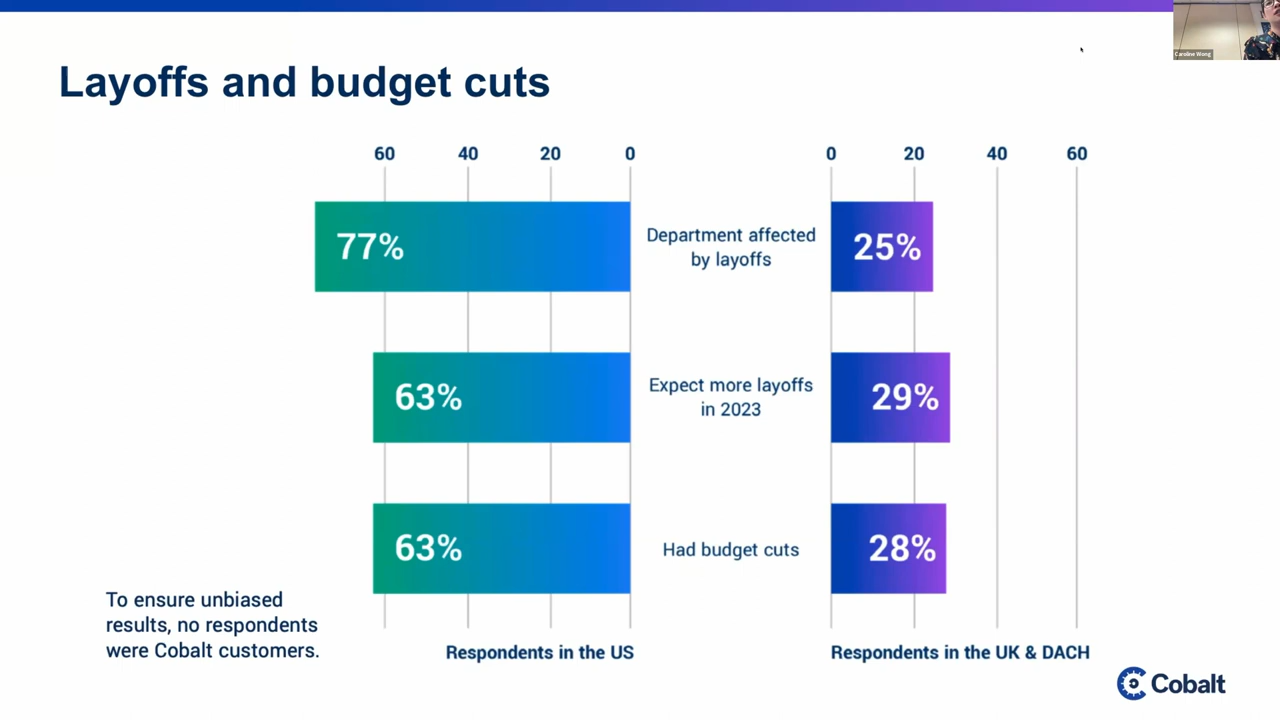 Caroline Wong
Layoffs and budget cuts
60 40 20 0
0 20 40 60
77%
Department affected
by layoffs
25%
63%
Expect more layoffs
in 2023
29%
63%
Had budget cuts
28%
To ensure unbiased
results, no respondents
were Cobalt customers.
Respondents in the US
Respondents in the UK & DACH
Cobalt